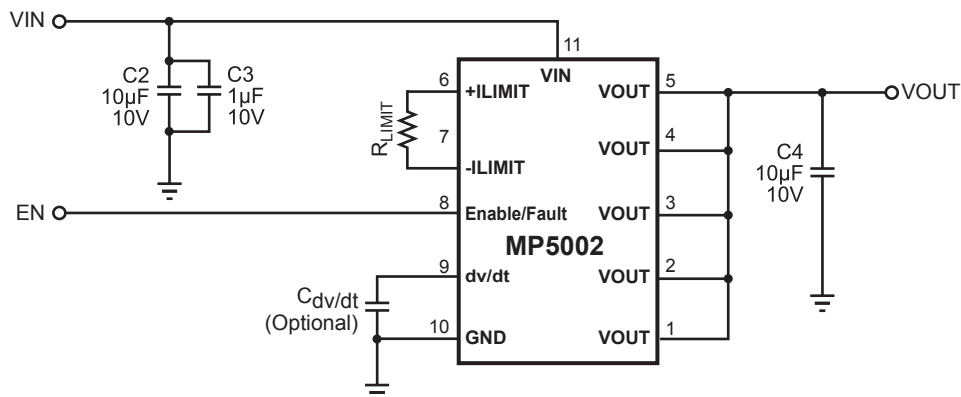 VIN
C2
10µF
10V
C3
1µF
10V
11
VIN
6
+ILIMIT
RLIMIT
7
-ILIMIT
EN
8
Enable/Fault
MP5002
9
dv/dt
Cdv/dt
(Optional)
10
GND
VOUT
5
VOUT
4
VOUT
3
VOUT
2
VOUT
1
VOUT
C4
10µF
10V